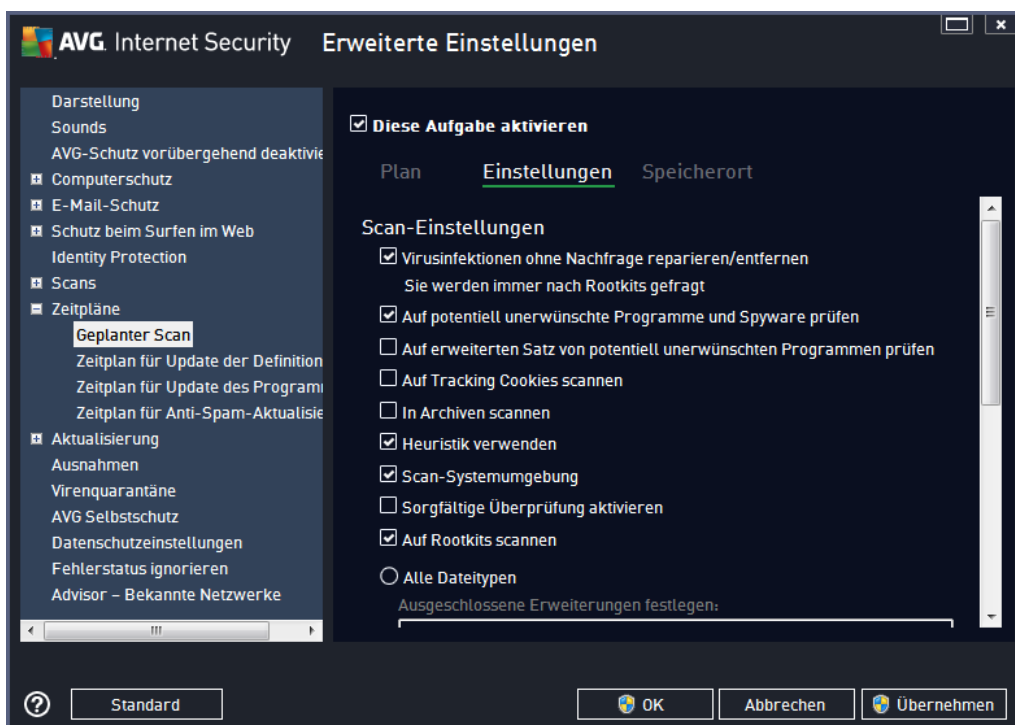 AVG. Internet Security Erweiterte Einstellungen
Darstellung
Sounds
AVG-Schutz vorübergehend deaktivie
Computerschutz
E-Mail-Schutz
Schutz beim Surfen im Web
Identity Protection
Scans
Zeitpläne
Geplanter Scan
Zeitplan für Update der Definition
Zeitplan für Update des Program
Zeitplan für Anti-Spam-Aktualisie
Aktualisierung
Ausnahmen
Virenquarantäne
AVG Selbstschutz
Datenschutzeinstellungen
Fehlerstatus ignorieren
Advisor – Bekannte Netzwerke
Diese Aufgabe aktivieren
Plan Einstellungen Speicherort
Scan-Einstellungen
Virusinfektionen ohne Nachfrage reparieren/entfernen
Sie werden immer nach Rootkits gefragt
Auf potentiell unerwünschte Programme und Spyware prüfen
Auf erweiterten Satz von potentiell unerwünschten Programmen prüfen
Auf Tracking Cookies scannen
In Archiven scannen
Heuristik verwenden
Scan-Systemumgebung
Sorgfältige Überprüfung aktivieren
Auf Rootkits scannen
Alle Dateitypen
Ausgeschlossene Erweiterungen festlegen:
? Standard OK Abbrechen Übernehmen